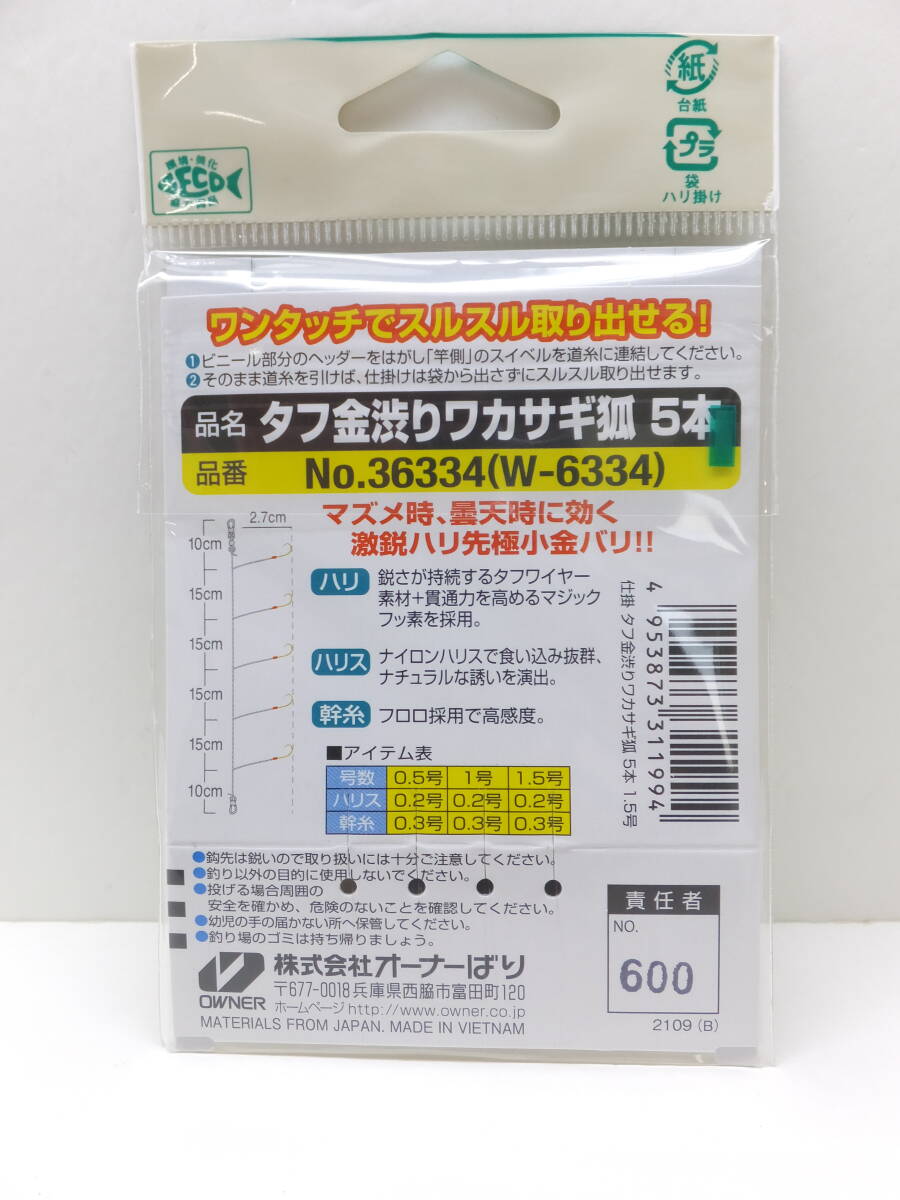 紙
台紙
プラ
袋
ハリ掛け
環境・美化
ECO
ワンタッチでスルスル取り出せる!
①ビニール部分のヘッダーをはがし「竿側」のスイベルを道糸に連結してください。
②そのまま道糸を引けば、仕掛けは袋から出さずにスルスル取り出せます。
品名 タフ金渋りワカサギ狐 5本
品番 No.36334(W-6334)
マズメ時、曇天時に効く
激鋭ハリ先極小金バリ!!
2.7cm
10cm
15cm
15cm
15cm
15cm
10cm
ハリ 鋭さが持続するタフワイヤー
素材+貫通力を高めるマジック
フッ素を採用。
ハリス ナイロンハリスで食い込み抜群、
ナチュラルな誘いを演出。
幹糸 フロロ採用で高感度。
■アイテム表
号数 0.5号 1号 1.5号
ハリス 0.2号 0.2号 0.2号
幹糸 0.3号 0.3号 0.3号
仕掛 タフ金渋りワカサギ狐 5本 1.5号
4 953873 311994
●鈎先は鋭いので取り扱いには十分ご注意してください。
●釣り以外の目的に使用しないでください。
●投げる場合周囲の
安全を確かめ、危険のないことを確認してください。
●幼児の手の届かない所へ保管してください。
●釣り場のゴミは持ち帰りましょう。
責任者
NO.
600
OWNER
株式会社オーナーばり
〒677-0018兵庫県西脇市富田町120
ホームページhttp://www.owner.co.jp
MATERIALS FROM JAPAN. MADE IN VIETNAM
2109 (B)